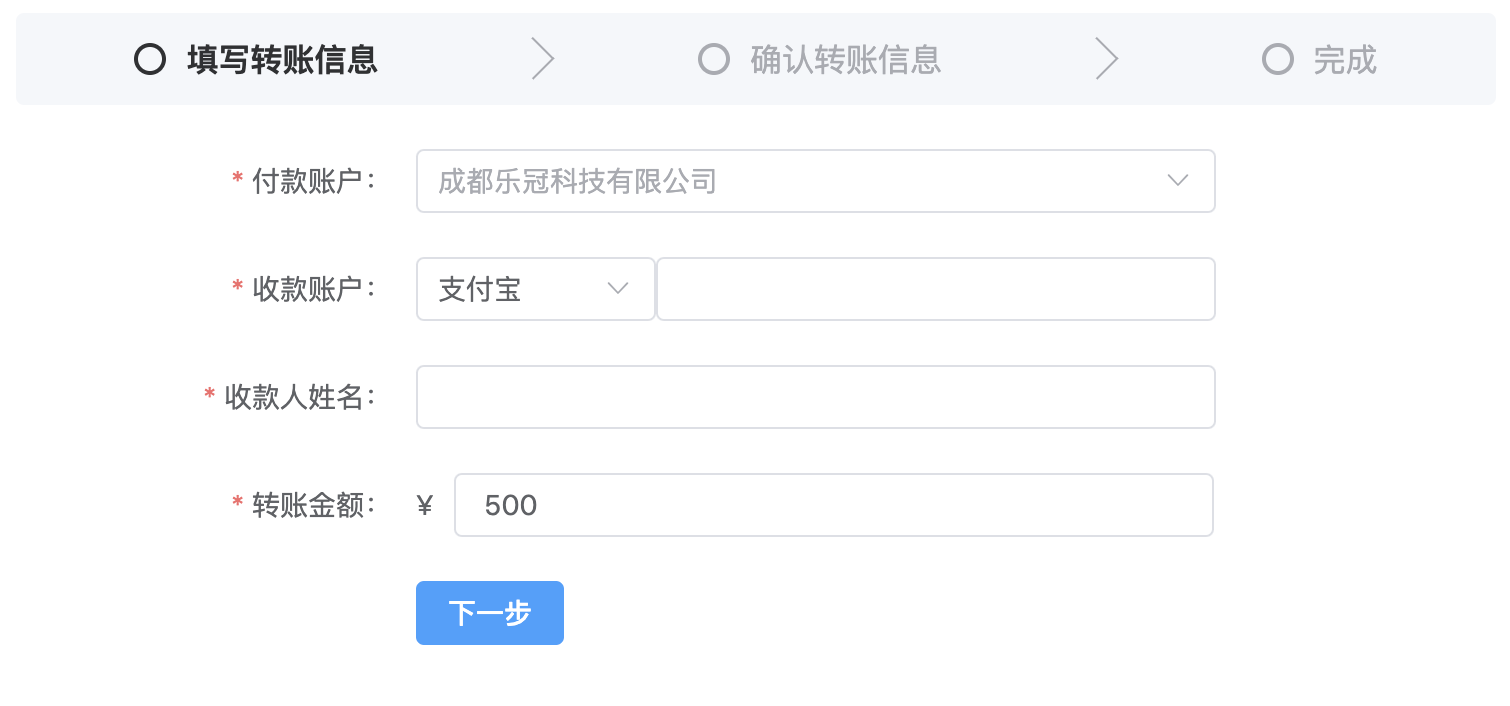 填写转账信息 确认转账信息 完成
* 付款账户： 成都乐冠科技有限公司
* 收款账户： 支付宝
* 收款人姓名：
* 转账金额： ¥ 500
下一步